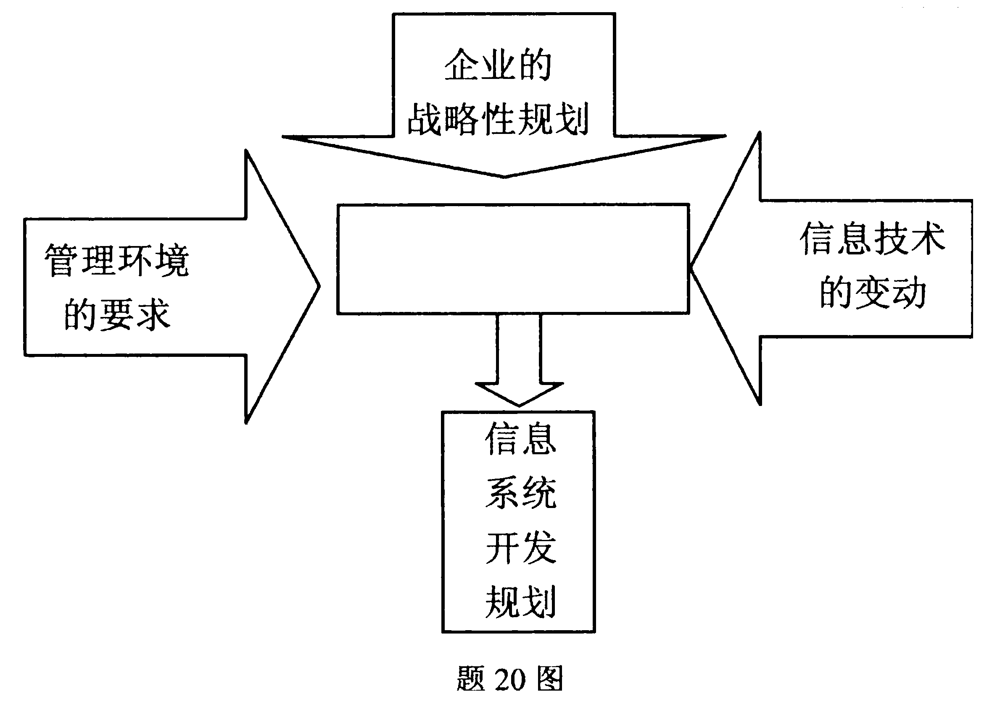 企业的
战略性规划
管理环境
的要求
信息技术
的变动
信息
系统
开发
规划
题 20 图